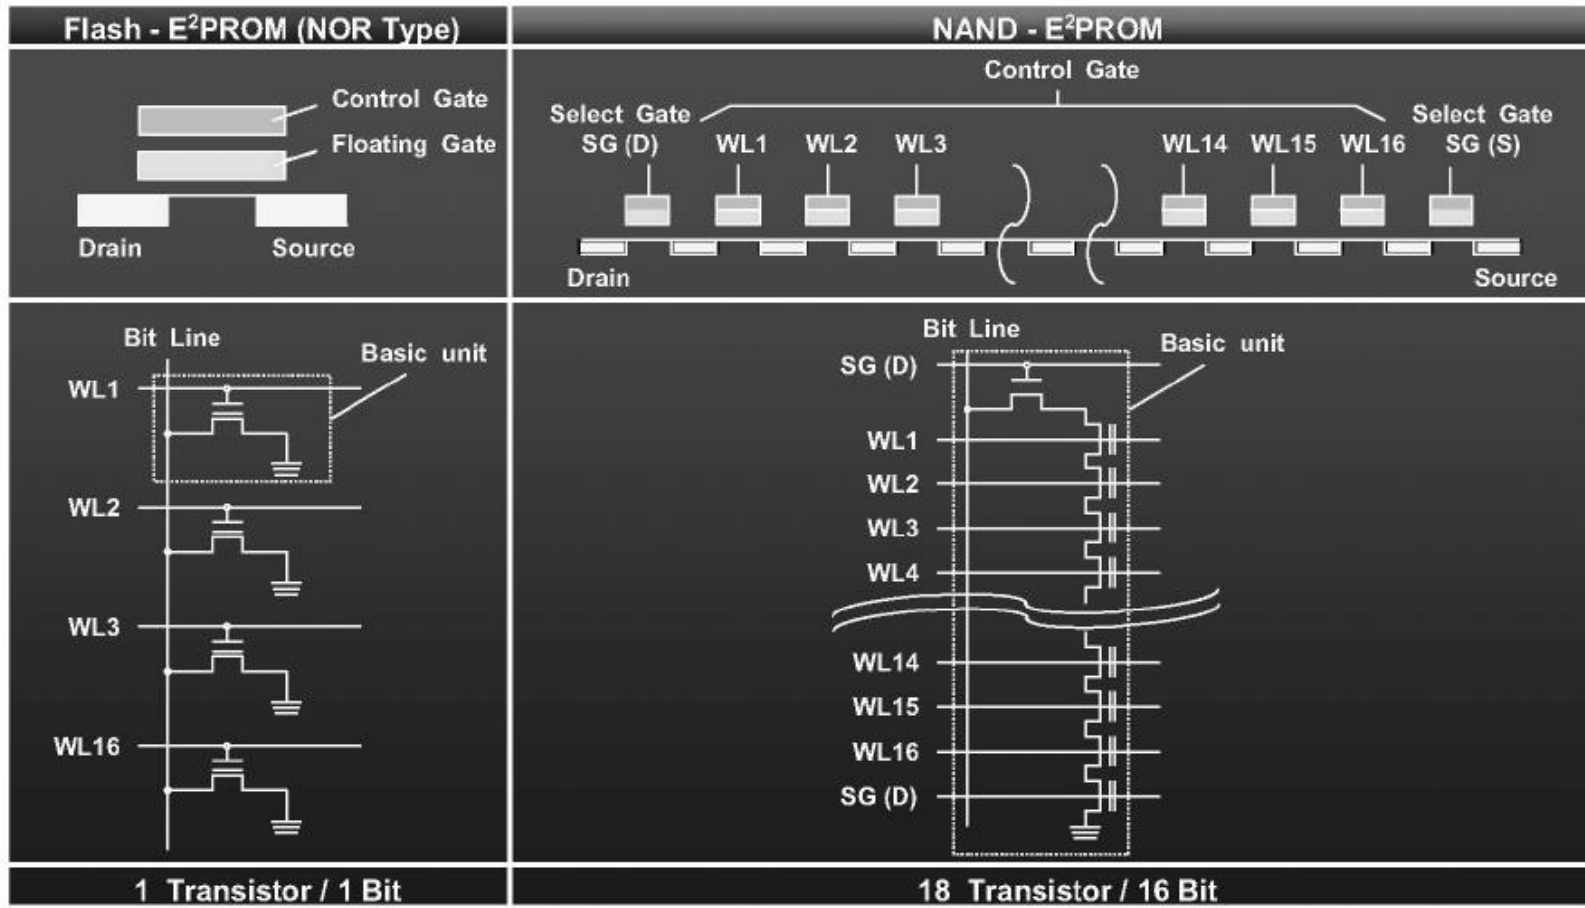 Flash - E²PROM (NOR Type)
NAND - E²PROM
Control Gate
Floating Gate
Drain
Source
Control Gate
Select Gate
SG (D)
WL1
WL2
WL3
WL14
WL15
WL16
Select Gate
SG (S)
Drain
Source
Bit Line
Basic unit
WL1
WL2
WL3
WL16
Bit Line
Basic unit
SG (D)
WL1
WL2
WL3
WL4
WL14
WL15
WL16
SG (D)
1 Transistor / 1 Bit
18 Transistor / 16 Bit